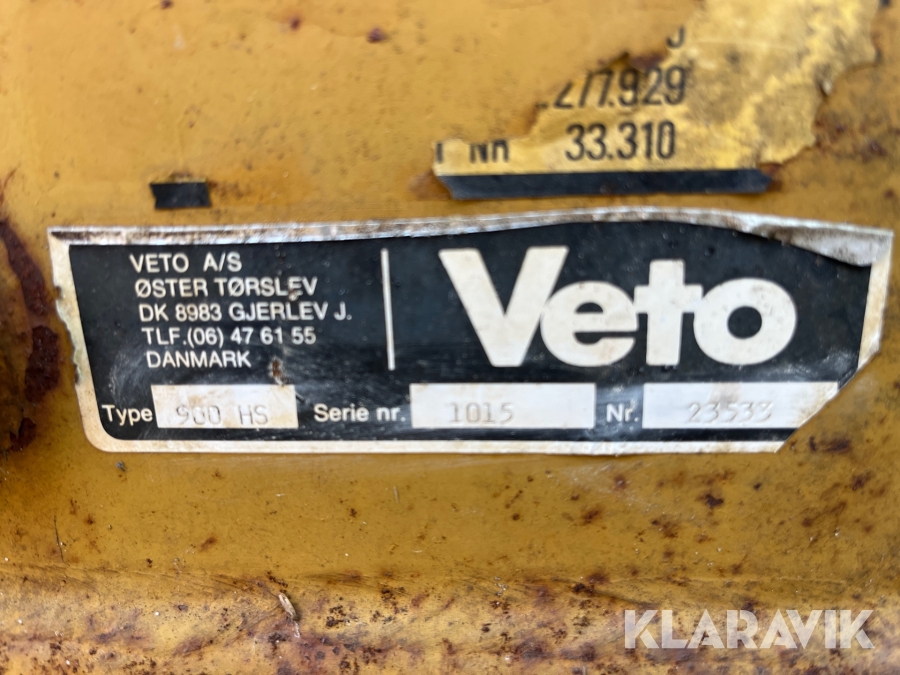 277.929
NR 33.310
VETO A/S
ØSTER TØRSLEV
DK 8983 GJERLEV J.
TLF.(06) 47 61 55
DANMARK
Veto
Type 900 HS Serie nr. 1015 Nr. 23533
KLARAVIK